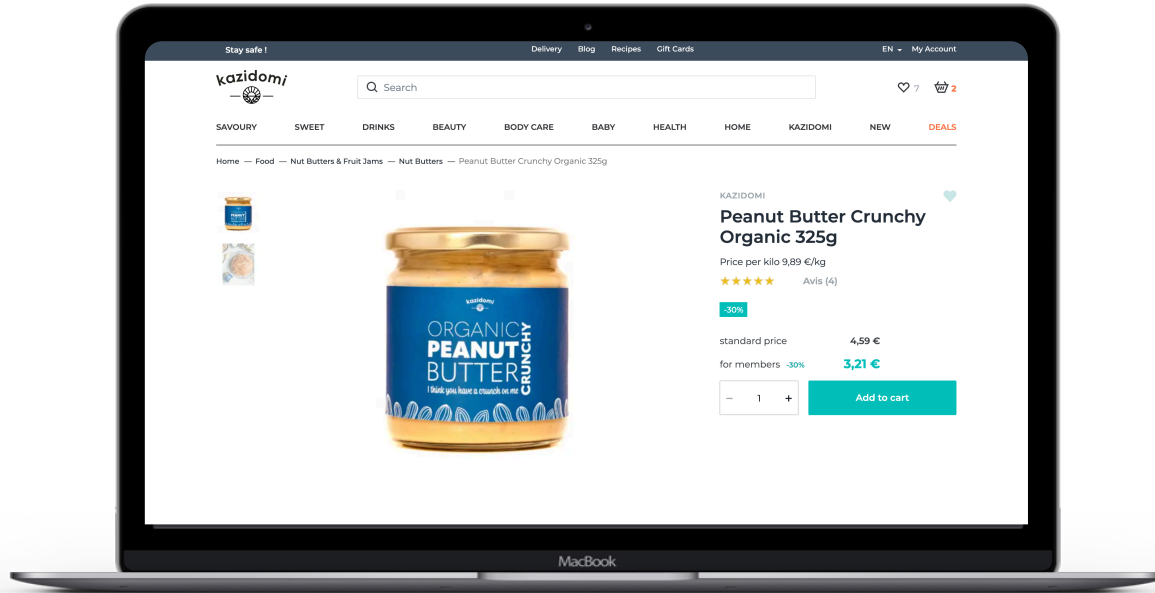 Stay safe !
Delivery Blog Recipes Gift Cards
EN My Account
kazidomi
Search
7
2
SAVOURY SWEET DRINKS BEAUTY BODY CARE BABY HEALTH HOME KAZIDOMI NEW DEALS
Home — Food — Nut Butters & Fruit Jams — Nut Butters — Peanut Butter Crunchy Organic 325g
KAZIDOMI
Peanut Butter Crunchy
Organic 325g
Price per kilo 9,89 €/kg
★★★★★ Avis (4)
-30%
standard price 4,59 €
for members -30% 3,21 €
− 1 +
Add to cart
kazidomi
ORGANIC
PEANUT
BUTTER
CRUNCHY
I think you have a crunch on me
PEANUT
MacBook